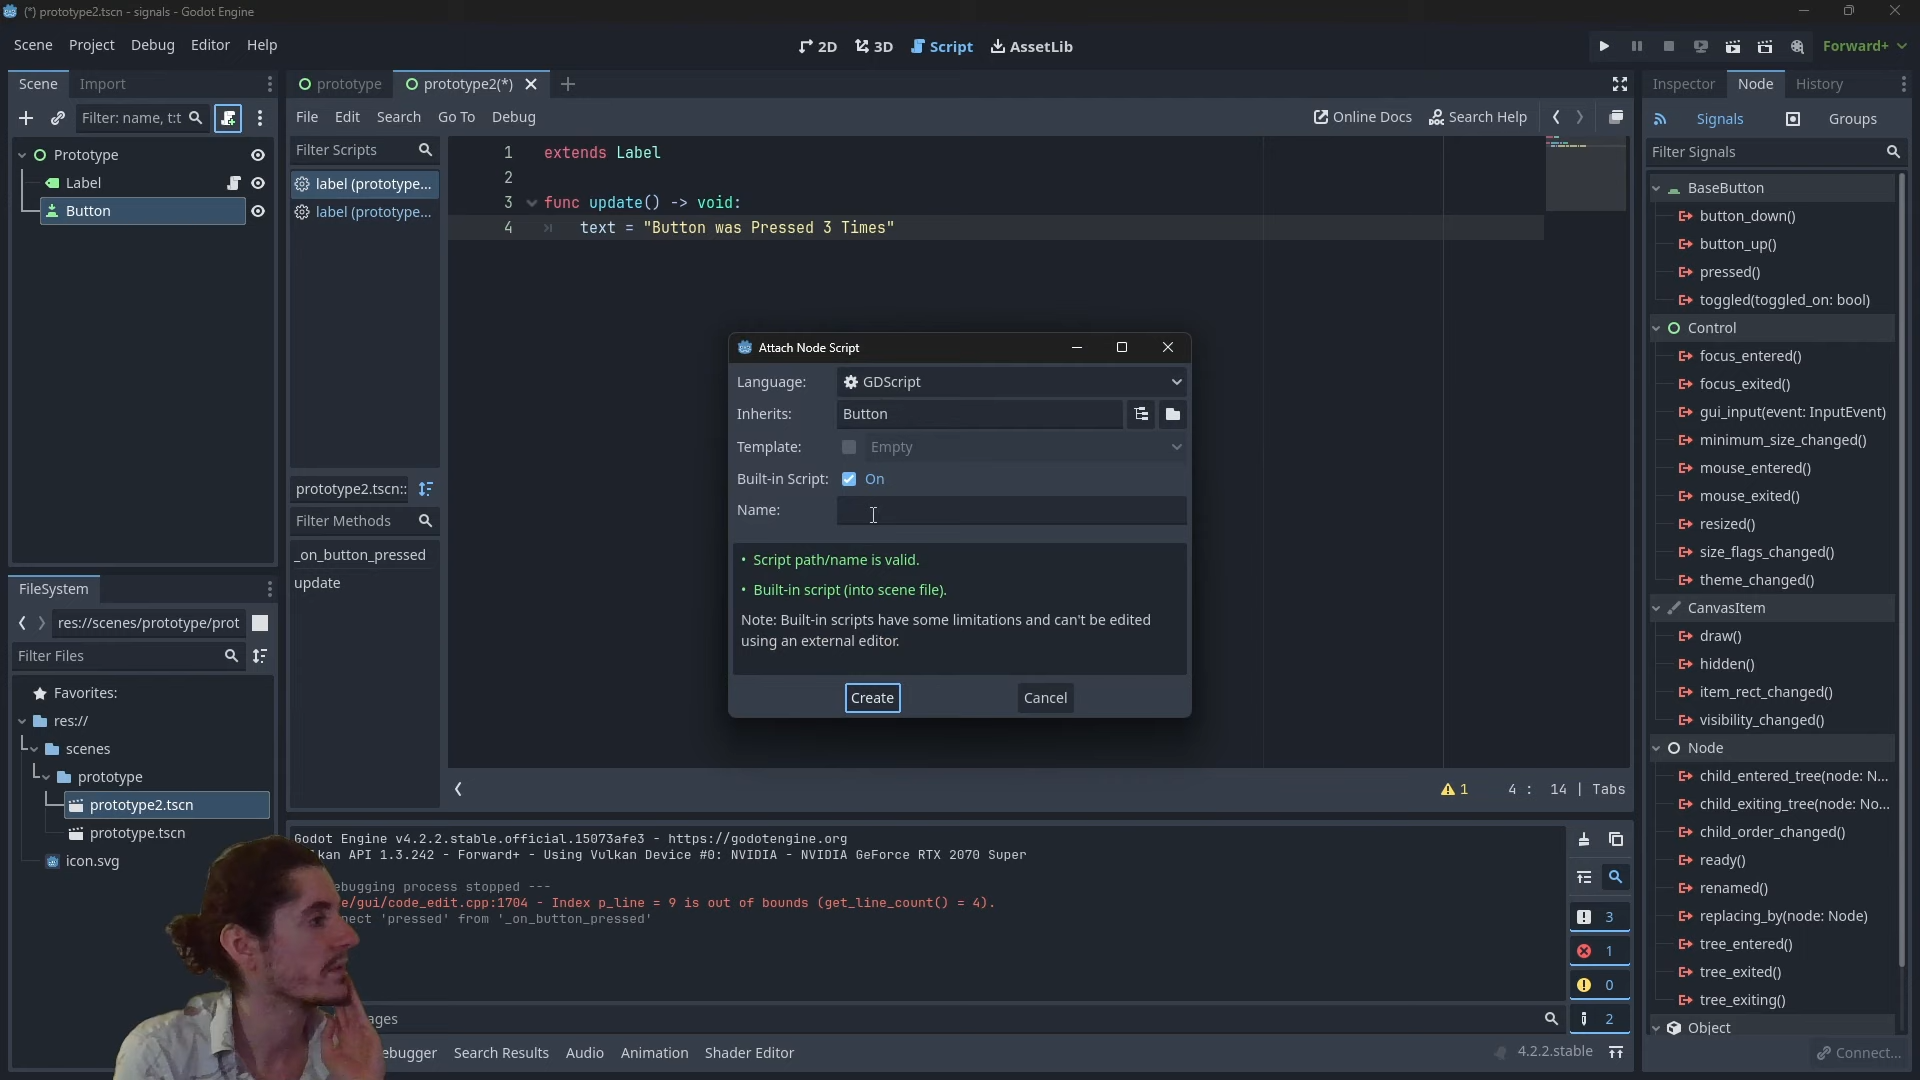 (*) prototype2.tscn - signals - Godot Engine
Scene Project Debug Editor Help
2D 3D Script AssetLib
Forward+
Scene Import
prototype prototype2(*)
Inspector Node History
Filter: name, t:t
File Edit Search Go To Debug
Online Docs Search Help
Signals Groups
Prototype
Label
Button
Filter Scripts
label (prototype...
label (prototype...
prototype2.tscn::
Filter Methods
_on_button_pressed
update
1 extends Label
2
3 func update() -> void:
4 text = "Button was Pressed 3 Times"
Attach Node Script
Language: GDScript
Inherits: Button
Template: Empty
Built-in Script: On
Name:
• Script path/name is valid.
• Built-in script (into scene file).
Note: Built-in scripts have some limitations and can't be edited
using an external editor.
Create Cancel
1 4 : 14 | Tabs
Filter Signals
BaseButton
button_down()
button_up()
pressed()
toggled(toggled_on: bool)
Control
focus_entered()
focus_exited()
gui_input(event: InputEvent)
minimum_size_changed()
mouse_entered()
mouse_exited()
resized()
size_flags_changed()
theme_changed()
CanvasItem
draw()
hidden()
item_rect_changed()
visibility_changed()
Node
child_entered_tree(node: N...
child_exiting_tree(node: No...
child_order_changed()
ready()
renamed()
replacing_by(node: Node)
tree_entered()
tree_exited()
tree_exiting()
Object
Connect...
FileSystem
res://scenes/prototype/prot
Filter Files
Favorites:
res://
scenes
prototype
prototype2.tscn
prototype.tscn
icon.svg
Godot Engine v4.2.2.stable.official.15073afe3 - https://godotengine.org
kan API 1.3.242 - Forward+ - Using Vulkan Device #0: NVIDIA - NVIDIA GeForce RTX 2070 Super
ebugging process stopped ---
e/gui/code_edit.cpp:1704 - Index p_line = 9 is out of bounds (get_line_count() = 4).
nect 'pressed' from '_on_button_pressed'
3
1
0
2
ages
ebugger Search Results Audio Animation Shader Editor
4.2.2.stable